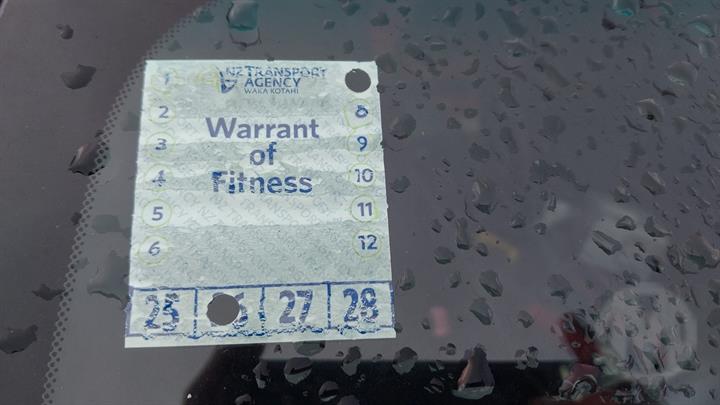 NZ TRANSPORT
AGENCY
WAKA KOTAHI
1
2 8
Warrant
3 9
of
4 10
Fitness
5 11
6 12
25 27 28